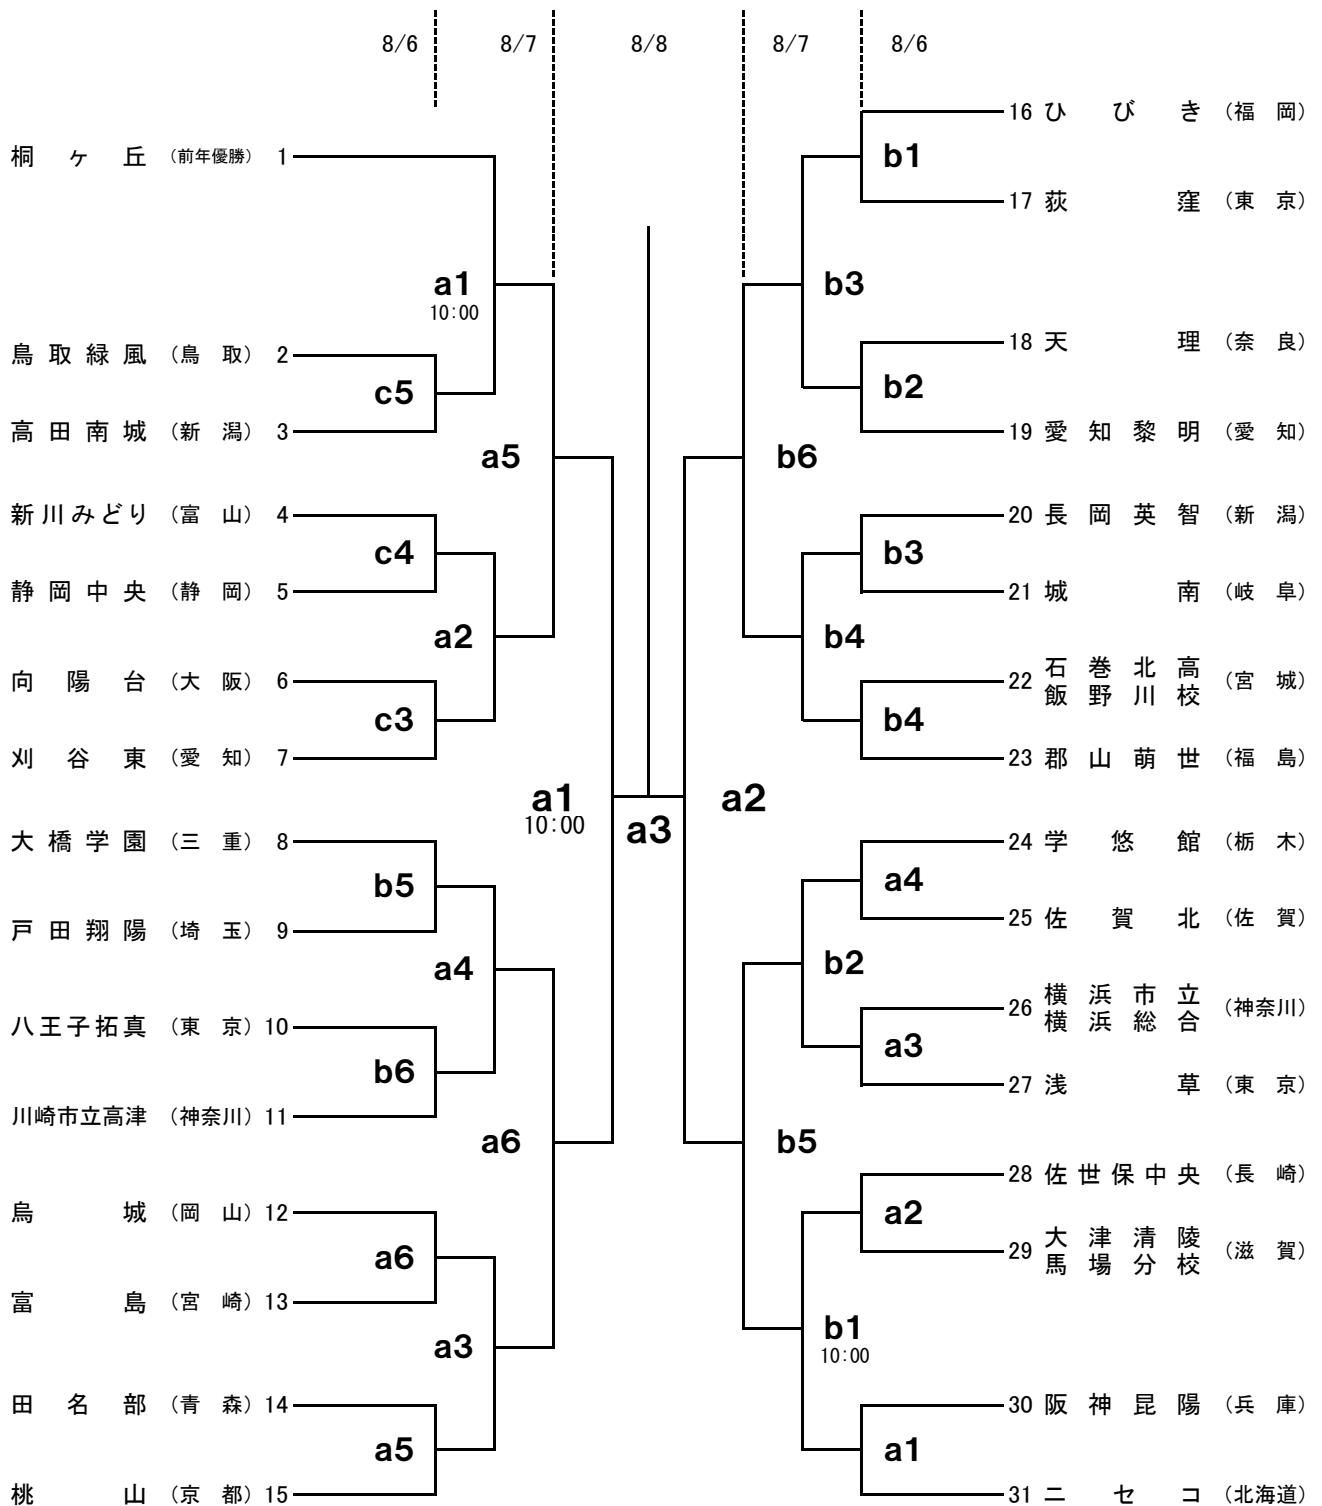 8/6 8/7 8/8 8/7 8/6
桐ヶ丘 （前年優勝） 1
a1
10:00
鳥取緑風 （鳥取） 2
c5
高田南城 （新潟） 3
a5
新川みどり （富山） 4
c4
静岡中央 （静岡） 5
a2
向陽台 （大阪） 6
c3
刈谷東 （愛知） 7
a1
10:00
大橋学園 （三重） 8
b5
戸田翔陽 （埼玉） 9
a4
八王子拓真 （東京） 10
b6
川崎市立高津 （神奈川） 11
a6
烏城 （岡山） 12
a6
富島 （宮崎） 13
a3
田名部 （青森） 14
a5
桃山 （京都） 15
a3
16 ひびき （福岡）
b1
17 荻窪 （東京）
b3
18 天理 （奈良）
b2
19 愛知黎明 （愛知）
b6
20 長岡英智 （新潟）
b3
21 城南 （岐阜）
b4
22 石巻北高
飯野川校 （宮城）
b4
23 郡山萌世 （福島）
a2
24 学悠館 （栃木）
a4
25 佐賀北 （佐賀）
b2
26 横浜市立
横浜総合 （神奈川）
a3
27 浅草 （東京）
b5
28 佐世保中央 （長崎）
a2
29 大津清陵
馬場分校 （滋賀）
b1
10:00
30 阪神昆陽 （兵庫）
a1
31 ニセコ （北海道）